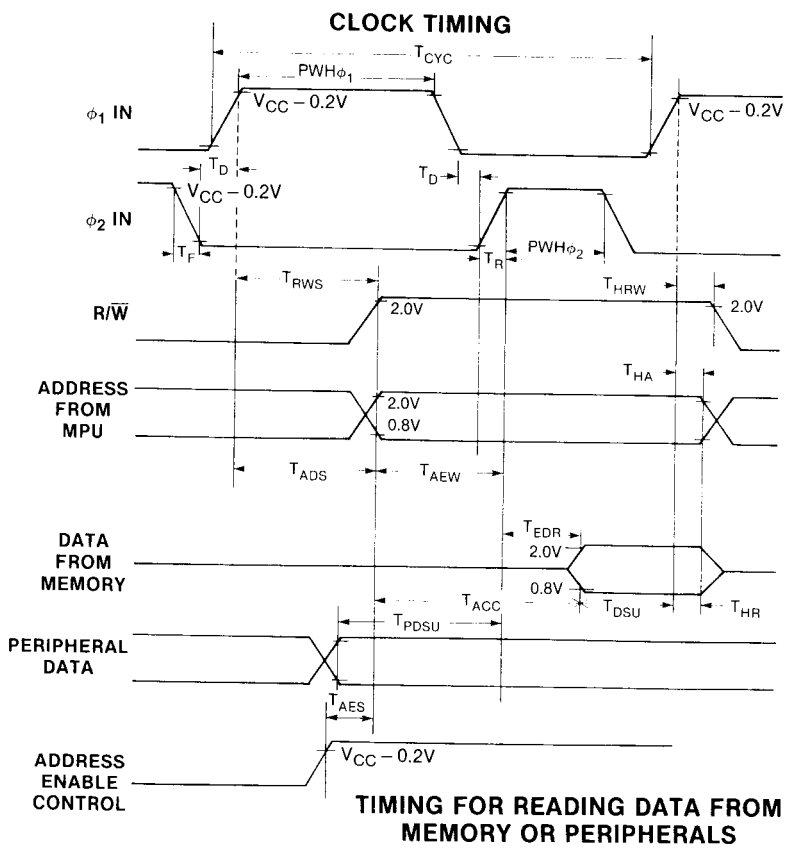 CLOCK TIMING
T_CYC
PWHφ₁
φ₁ IN
V_CC – 0.2V
V_CC – 0.2V
T_D
V_CC – 0.2V
T_D
φ₂ IN
T_F
T_R
PWHφ₂
T_RWS
T_HRW
R/W̅
2.0V
2.0V
T_HA
ADDRESS
FROM
MPU
2.0V
0.8V
T_ADS
T_AEW
DATA
FROM
MEMORY
T_EDR
2.0V
0.8V
T_ACC
T_DSU
T_HR
T_PDSU
PERIPHERAL
DATA
T_AES
V_CC – 0.2V
ADDRESS
ENABLE
CONTROL
TIMING FOR READING DATA FROM
MEMORY OR PERIPHERALS